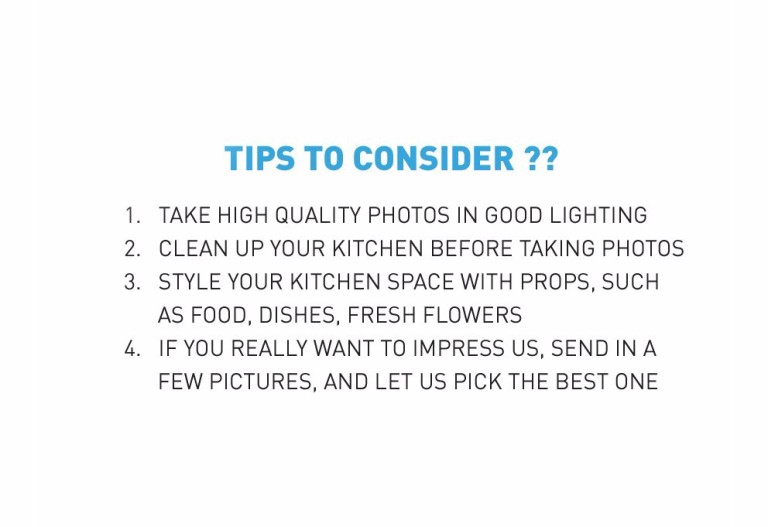 TIPS TO CONSIDER ??
1. TAKE HIGH QUALITY PHOTOS IN GOOD LIGHTING
2. CLEAN UP YOUR KITCHEN BEFORE TAKING PHOTOS
3. STYLE YOUR KITCHEN SPACE WITH PROPS, SUCH
AS FOOD, DISHES, FRESH FLOWERS
4. IF YOU REALLY WANT TO IMPRESS US, SEND IN A
FEW PICTURES, AND LET US PICK THE BEST ONE